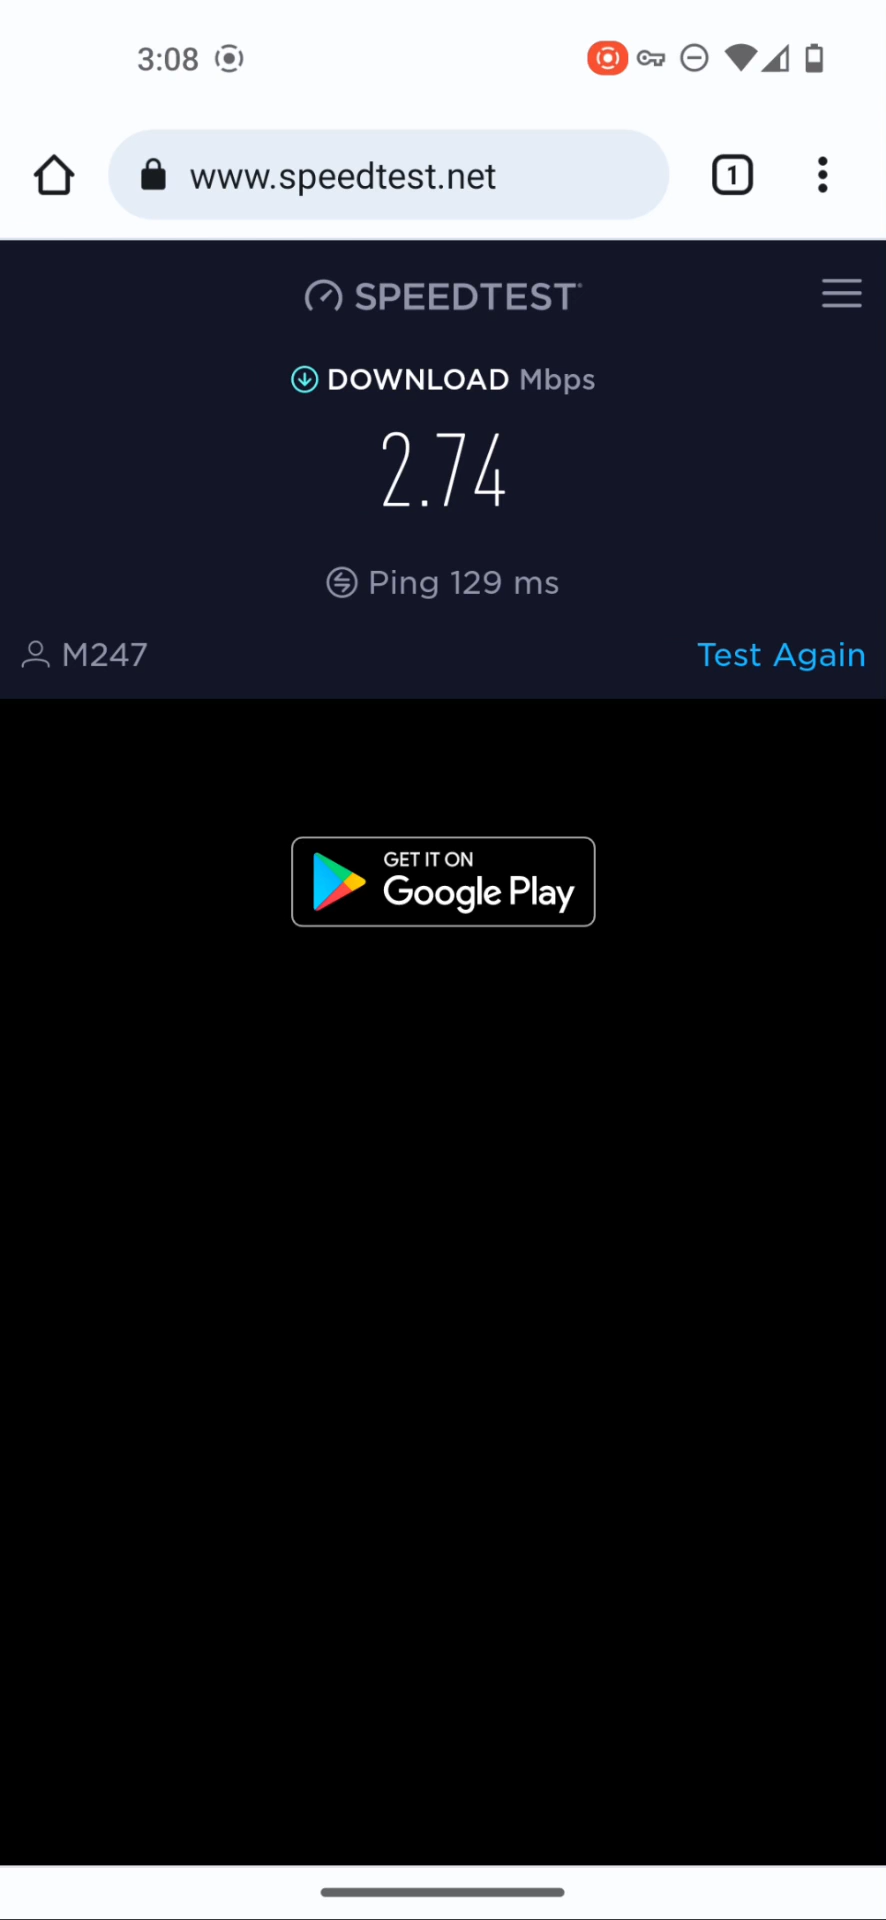 3:08
www.speedtest.net
1
SPEEDTEST
DOWNLOAD Mbps
2.74
Ping 129 ms
M247
Test Again
GET IT ON
Google Play